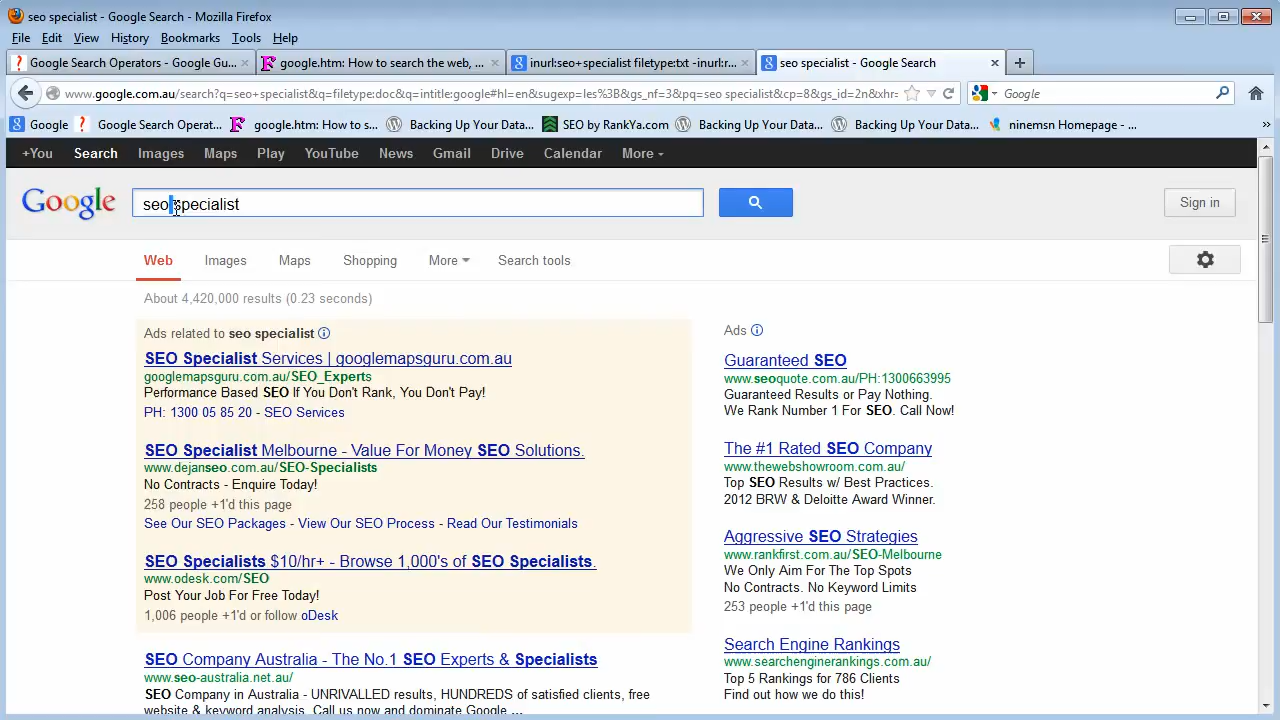 seo specialist - Google Search - Mozilla Firefox
File Edit View History Bookmarks Tools Help
Google Search Operators - Google Gu...
google.htm: How to search the web, ...
inurl:seo+specialist filetype:txt -inurl:r...
seo specialist - Google Search
www.google.com.au/search?q=seo+specialist&q=filetype:doc&q=intitle:google#hl=en&sugexp=les%3B&gs_nf=3&pq=seo specialist&cp=8&gs_id=2n&xhr=
Google
Google Google Search Operat... google.htm: How to s... Backing Up Your Data... SEO by RankYa.com Backing Up Your Data... Backing Up Your Data... ninemsn Homepage - ... »
+You Search Images Maps Play YouTube News Gmail Drive Calendar More
Google seo specialist Sign in
Web Images Maps Shopping More Search tools
About 4,420,000 results (0.23 seconds)
Ads related to seo specialist
SEO Specialist Services | googlemapsguru.com.au
googlemapsguru.com.au/SEO_Experts
Performance Based SEO If You Don't Rank, You Don't Pay!
PH: 1300 05 85 20 - SEO Services
SEO Specialist Melbourne - Value For Money SEO Solutions.
www.dejanseo.com.au/SEO-Specialists
No Contracts - Enquire Today!
258 people +1'd this page
See Our SEO Packages - View Our SEO Process - Read Our Testimonials
SEO Specialists $10/hr+ - Browse 1,000's of SEO Specialists.
www.odesk.com/SEO
Post Your Job For Free Today!
1,006 people +1'd or follow oDesk
SEO Company Australia - The No.1 SEO Experts & Specialists
www.seo-australia.net.au/
SEO Company in Australia - UNRIVALLED results, HUNDREDS of satisfied clients, free
website & keyword analysis. Call us now and dominate Google ...
Ads
Guaranteed SEO
www.seoquote.com.au/PH:1300663995
Guaranteed Results or Pay Nothing.
We Rank Number 1 For SEO. Call Now!
The #1 Rated SEO Company
www.thewebshowroom.com.au/
Top SEO Results w/ Best Practices.
2012 BRW & Deloitte Award Winner.
Aggressive SEO Strategies
www.rankfirst.com.au/SEO-Melbourne
We Only Aim For The Top Spots
No Contracts. No Keyword Limits
253 people +1'd this page
Search Engine Rankings
www.searchenginerankings.com.au/
Top 5 Rankings for 786 Clients
Find out how we do this!